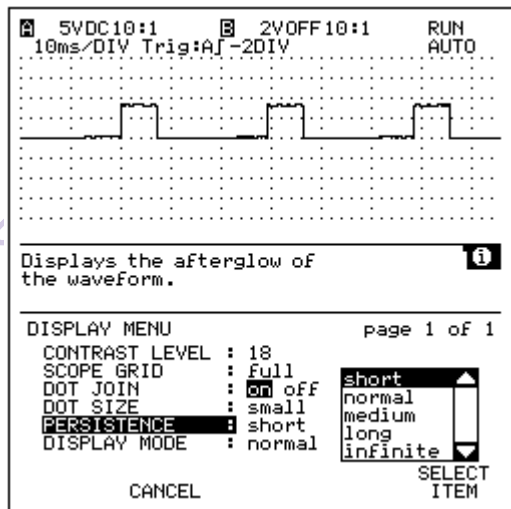 A 5VDC10:1 B 2VOFF10:1 RUN
10ms/DIV Trig:A∫-2DIV AUTO
Displays the afterglow of
the waveform.
i
DISPLAY MENU page 1 of 1
CONTRAST LEVEL : 18
SCOPE GRID : full
DOT JOIN : on off
DOT SIZE : small
PERSISTENCE : short
DISPLAY MODE : normal
short
normal
medium
long
infinite
CANCEL
SELECT
ITEM